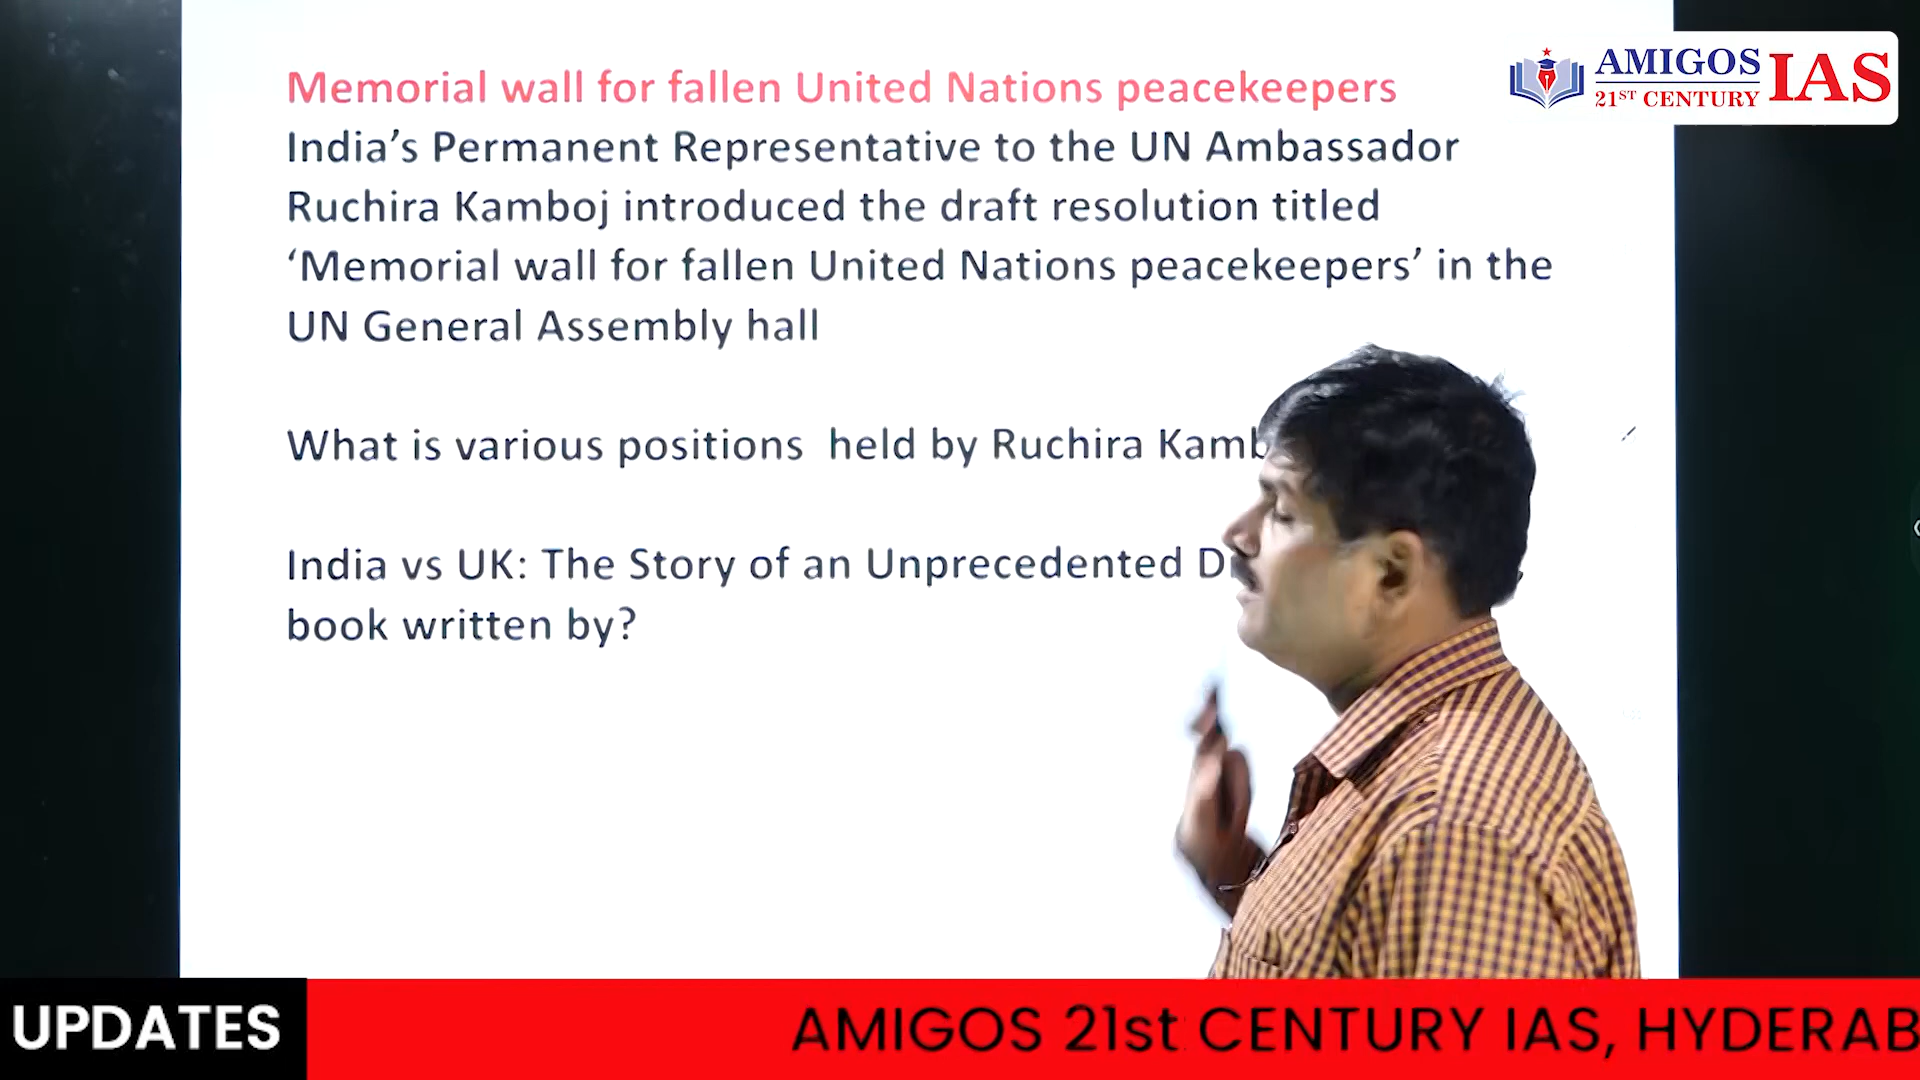 Memorial wall for fallen United Nations peacekeepers
India’s Permanent Representative to the UN Ambassador
Ruchira Kamboj introduced the draft resolution titled
‘Memorial wall for fallen United Nations peacekeepers’ in the
UN General Assembly hall
What is various positions held by Ruchira
India vs UK: The Story of an Unprecedented
book written by?
AMIGOS
21ST CENTURY
IAS
UPDATES
AMIGOS 21st CENTURY IAS, HYDERAB